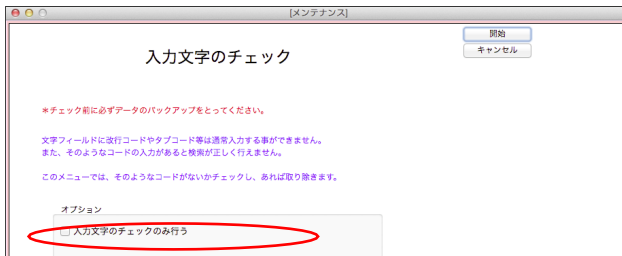 [メンテナンス]
開始
キャンセル
入力文字のチェック
＊チェック前に必ずデータのバックアップをとってください。
文字フィールドに改行コードやタブコード等は通常入力する事ができません。
また、そのようなコードの入力があると検索が正しく行えません。
このメニューでは、そのようなコードがないかチェックし、あれば取り除きます。
オプション
入力文字のチェックのみ行う